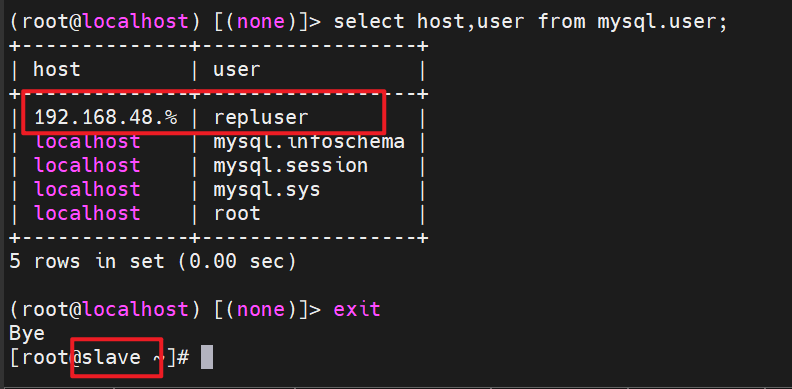 (root@localhost) [(none)]> select host,user from mysql.user;
+--------------+------------------+
| host         | user             |
+--------------+------------------+
| 192.168.48.% | repluser         |
| localhost    | mysql.infoschema |
| localhost    | mysql.session    |
| localhost    | mysql.sys        |
| localhost    | root             |
+--------------+------------------+
5 rows in set (0.00 sec)
(root@localhost) [(none)]> exit
Bye
[root@slave ~]#